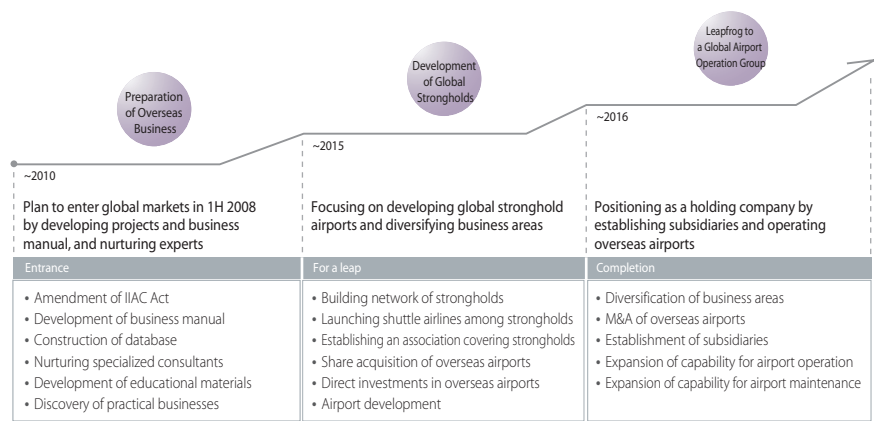 Preparation
of Overseas
Business
Development
of Global
Strongholds
Leapfrog to
a Global Airport
Operation Group
~2010
~2015
~2016
Plan to enter global markets in 1H 2008
by developing projects and business
manual, and nurturing experts
Focusing on developing global stronghold
airports and diversifying business areas
Positioning as a holding company by
establishing subsidiaries and operating
overseas airports
Entrance
• Amendment of IIAC Act
• Development of business manual
• Construction of database
• Nurturing specialized consultants
• Development of educational materials
• Discovery of practical businesses
For a leap
• Building network of strongholds
• Launching shuttle airlines among strongholds
• Establishing an association covering strongholds
• Share acquisition of overseas airports
• Direct investments in overseas airports
• Airport development
Completion
• Diversification of business areas
• M&A of overseas airports
• Establishment of subsidiaries
• Expansion of capability for airport operation
• Expansion of capability for airport maintenance